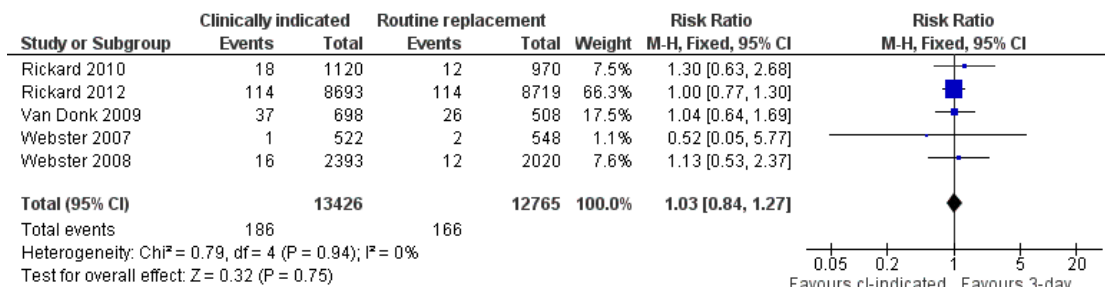 Clinically indicated Routine replacement Risk Ratio Risk Ratio
Study or Subgroup Events Total Events Total Weight M-H, Fixed, 95% CI M-H, Fixed, 95% CI
Rickard 2010 18 1120 12 970 7.5% 1.30 [0.63, 2.68]
Rickard 2012 114 8693 114 8719 66.3% 1.00 [0.77, 1.30]
Van Donk 2009 37 698 26 508 17.5% 1.04 [0.64, 1.69]
Webster 2007 1 522 2 548 1.1% 0.52 [0.05, 5.77]
Webster 2008 16 2393 12 2020 7.6% 1.13 [0.53, 2.37]
Total (95% CI) 13426 12765 100.0% 1.03 [0.84, 1.27]
Total events 186 166
Heterogeneity: Chi² = 0.79, df = 4 (P = 0.94); I² = 0%
Test for overall effect: Z = 0.32 (P = 0.75)
0.05 0.2 1 5 20
Favours cl-indicated Favours 3-day